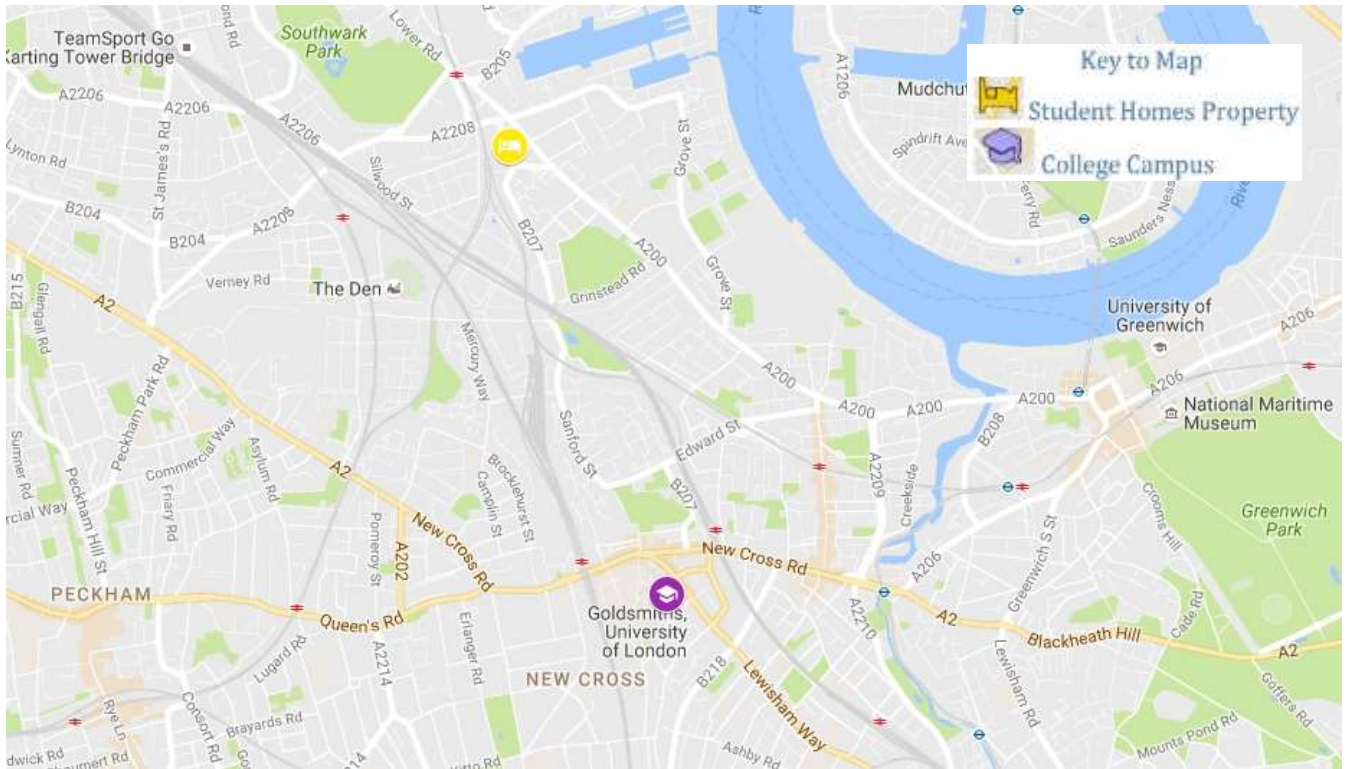 TeamSport Go
Karting Tower Bridge
Southwark
Park
Lower Rd
B205
A1206
Key to Map
Student Homes Property
College Campus
Spindrift Ave
Saunders Ness
A2206
A2206
A2206
A2208
Grove St
Lynton Rd
St James's Rd
Silwood St
B204
B204
A2208
B207
A200
B215
Glengall Rd
A2
Verney Rd
The Den
Grinstead Rd
Grove St
University of
Greenwich
A206
Mercury Way
A200
A206
Peckham Park Rd
A200
A200
A200
National Maritime
Museum
Sumner Rd
Commercial Way
Asylum Rd
Sanford St
Edward St
B208
Peckham Hill St
Friary Rd
A2
Brocklehurst St
Camplin St
B207
A2209
Creekside
Crooms Hill
Greenwich
Park
Pomeroy St
A202
New Cross Rd
New Cross Rd
A206
Greenwich S St
PECKHAM
Queen's Rd
Goldsmiths,
University
of London
A2210
A2
Blackheath Hill
Cade Rd
A2
Lugard Rd
Erlanger Rd
NEW CROSS
B218
Lewisham Way
Lewisham Rd
Goffers Rd
A2214
Rye Ln
Consort Rd
Brayards Rd
Mounts Pond Rd
A2214
Ashby Rd